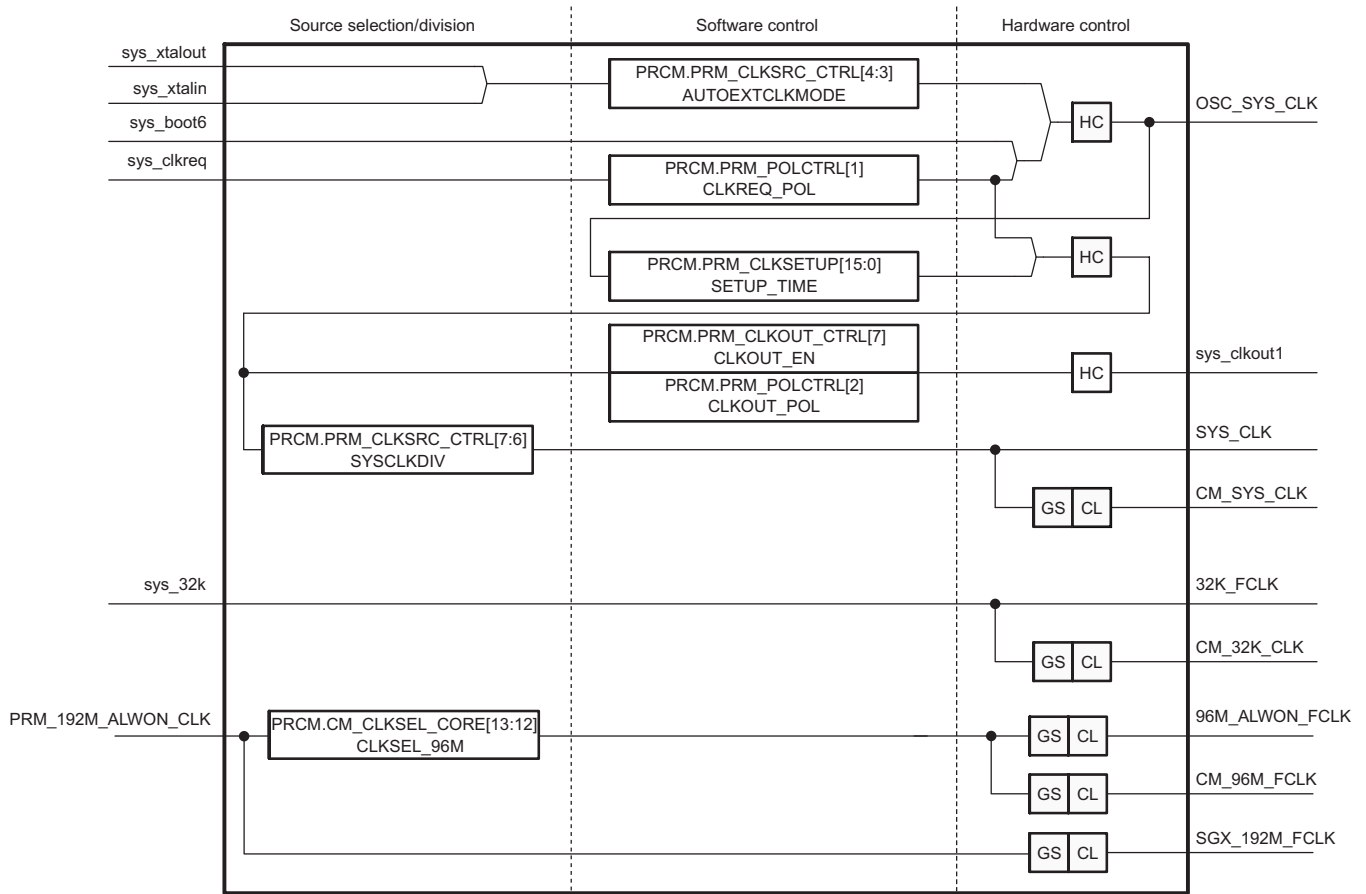 Source selection/division
Software control
Hardware control
sys_xtalout
sys_xtalin
PRCM.PRM_CLKSRC_CTRL[4:3]
AUTOEXTCLKMODE
HC
OSC_SYS_CLK
sys_boot6
sys_clkreq
PRCM.PRM_POLCTRL[1]
CLKREQ_POL
PRCM.PRM_CLKSETUP[15:0]
SETUP_TIME
HC
PRCM.PRM_CLKOUT_CTRL[7]
CLKOUT_EN
PRCM.PRM_POLCTRL[2]
CLKOUT_POL
HC
sys_clkout1
PRCM.PRM_CLKSRC_CTRL[7:6]
SYSCLKDIV
SYS_CLK
GS CL
CM_SYS_CLK
sys_32k
32K_FCLK
GS CL
CM_32K_CLK
PRM_192M_ALWON_CLK
PRCM.CM_CLKSEL_CORE[13:12]
CLKSEL_96M
GS CL
96M_ALWON_FCLK
GS CL
CM_96M_FCLK
GS CL
SGX_192M_FCLK